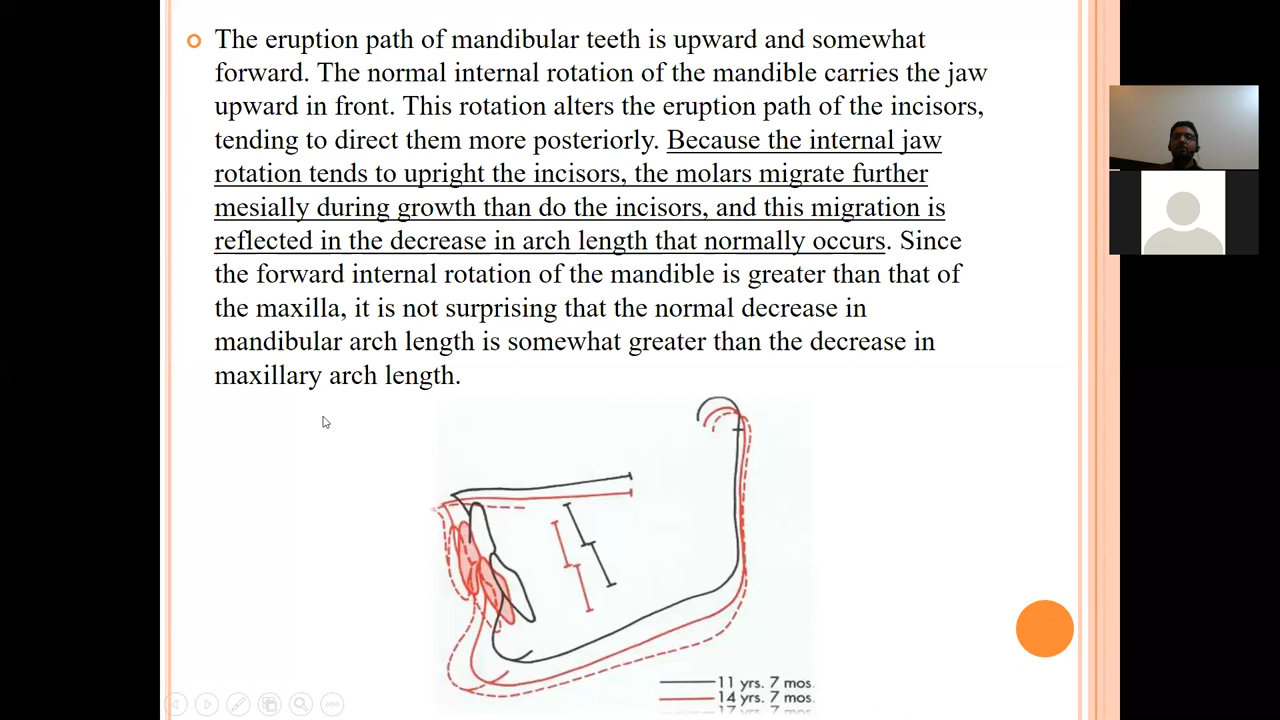 The eruption path of mandibular teeth is upward and somewhat
forward. The normal internal rotation of the mandible carries the jaw
upward in front. This rotation alters the eruption path of the incisors,
tending to direct them more posteriorly. Because the internal jaw
rotation tends to upright the incisors, the molars migrate further
mesially during growth than do the incisors, and this migration is
reflected in the decrease in arch length that normally occurs. Since
the forward internal rotation of the mandible is greater than that of
the maxilla, it is not surprising that the normal decrease in
mandibular arch length is somewhat greater than the decrease in
maxillary arch length.
11 yrs. 7 mos.
14 yrs. 7 mos.